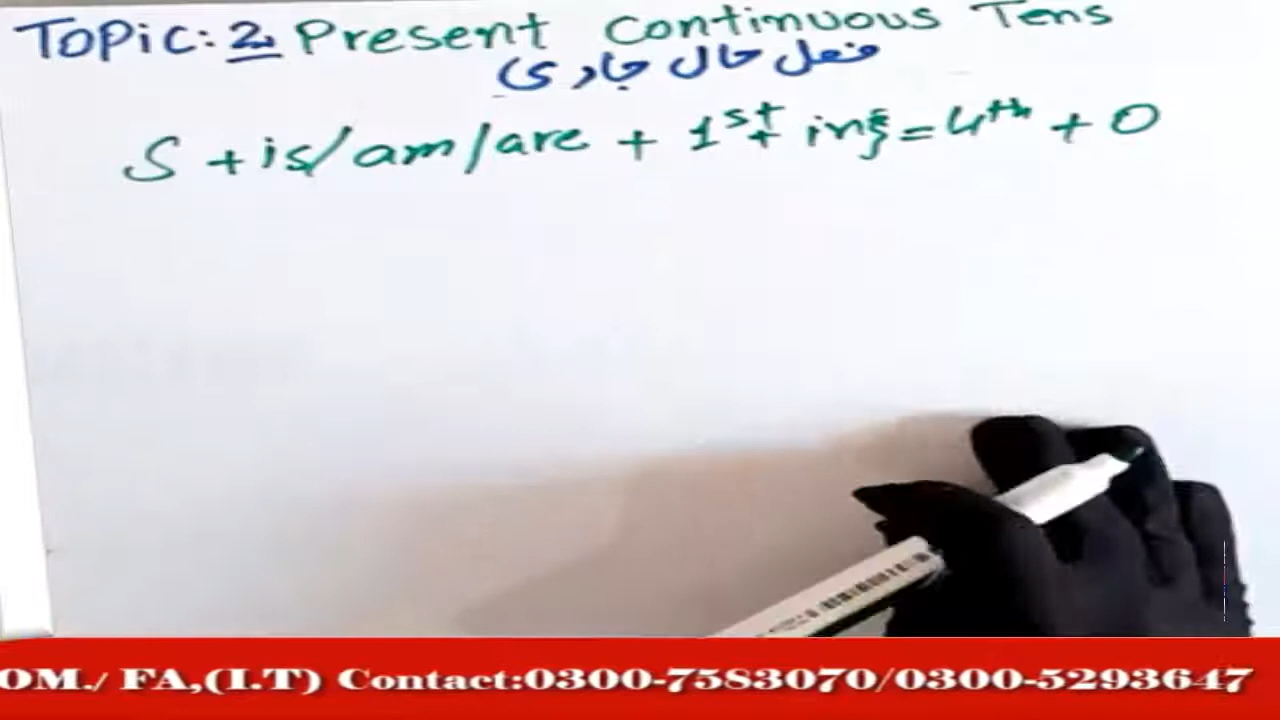 Topic: 2 Present Continuous Tens
فعل حال جاری
S + is/am/are + 1st + ing = 4th + O
OM./ FA,(I.T) Contact:0300-7583070/0300-5293647